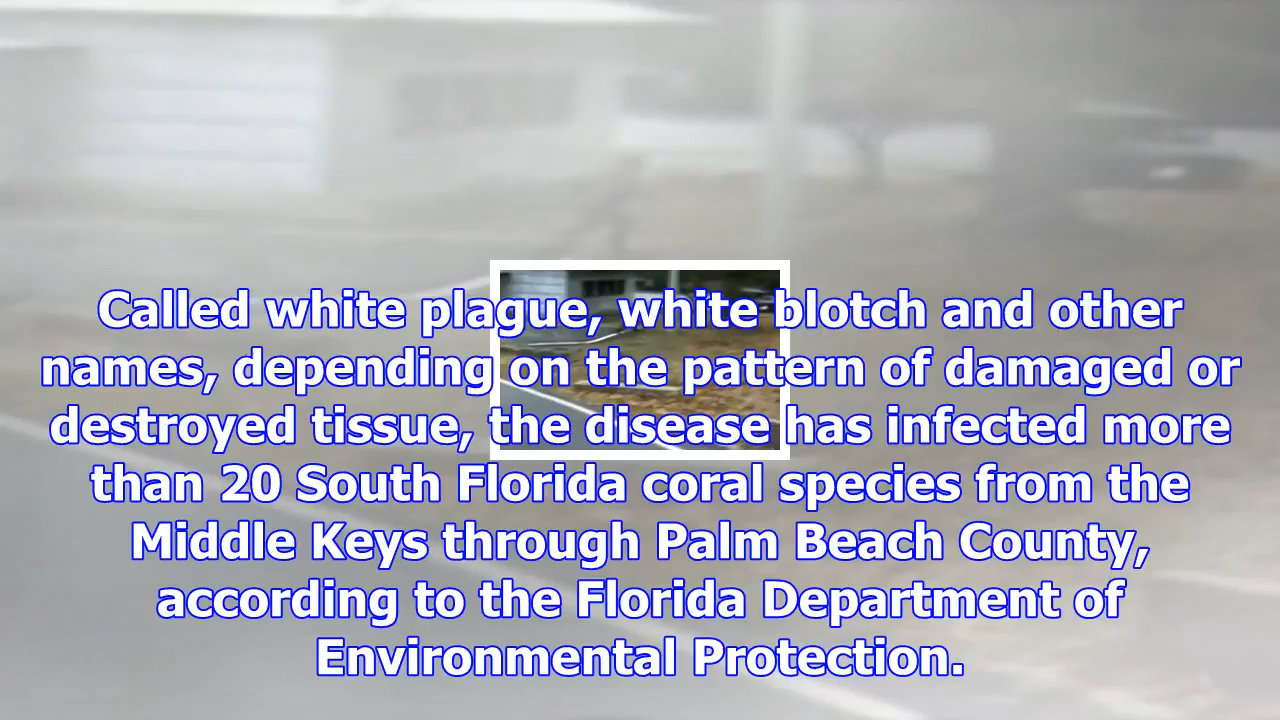 Called white plague, white blotch and other
names, depending on the pattern of damaged or
destroyed tissue, the disease has infected more
than 20 South Florida coral species from the
Middle Keys through Palm Beach County,
according to the Florida Department of
Environmental Protection.